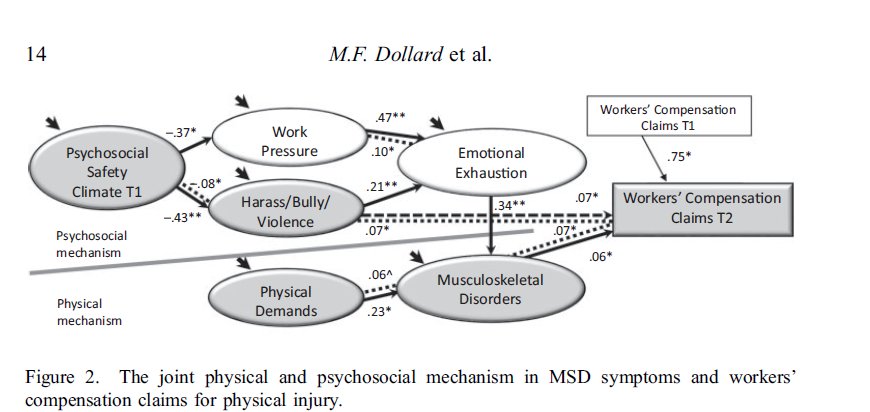 14
M.F. Dollard et al.
Workers’ Compensation
Claims T1
–.37*
.47**
Work
Pressure
.10*
Psychosocial
Safety
Climate T1
Emotional
Exhaustion
.75*
–.08*
–.43**
Harass/Bully/
Violence
.21**
.07*
.34**
.07*
Workers’ Compensation
Claims T2
.07*
.06*
Psychosocial
mechanism
Physical
mechanism
Physical
Demands
.06^
.23*
Musculoskeletal
Disorders
Figure 2. The joint physical and psychosocial mechanism in MSD symptoms and workers’
compensation claims for physical injury.